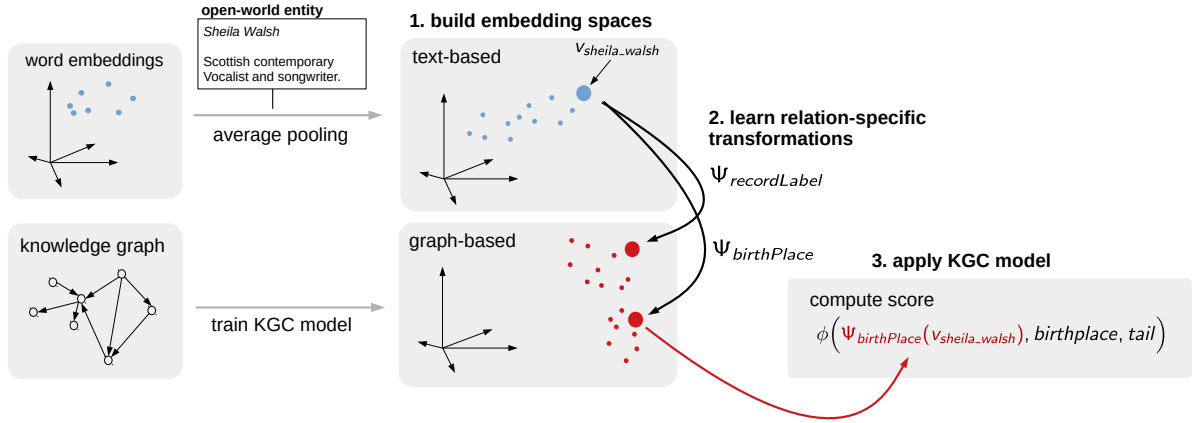 open-world entity
Sheila Walsh
Scottish contemporary
Vocalist and songwriter.
word embeddings
average pooling
1. build embedding spaces
text-based
v_sheila_walsh
2. learn relation-specific
transformations
Ψ_recordLabel
knowledge graph
train KGC model
graph-based
Ψ_birthPlace
3. apply KGC model
compute score
ϕ(Ψ_birthPlace(v_sheila_walsh), birthplace, tail)